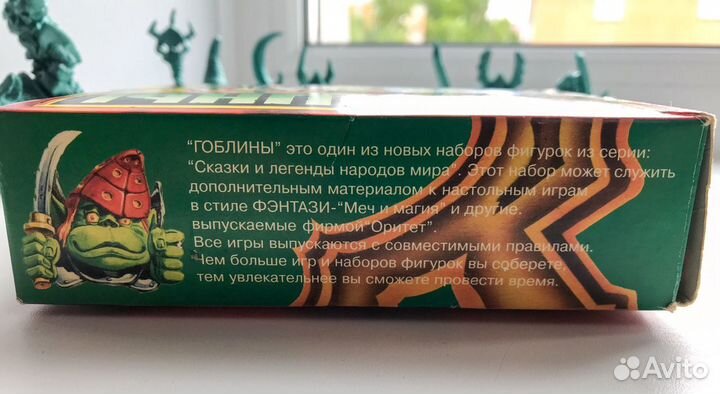 "ГОБЛИНЫ" это один из новых наборов фигурок из серии:
"Сказки и легенды народов мира". Этот набор может служить
дополнительным материалом к настольным играм
в стиле ФЭНТАЗИ-"Меч и магия" и другие.
выпускаемые фирмой"Оритет".
Все игры выпускаются с совместимыми правилами.
Чем больше игр и наборов фигурок вы соберете,
тем увлекательнее вы сможете провести время.
Avito